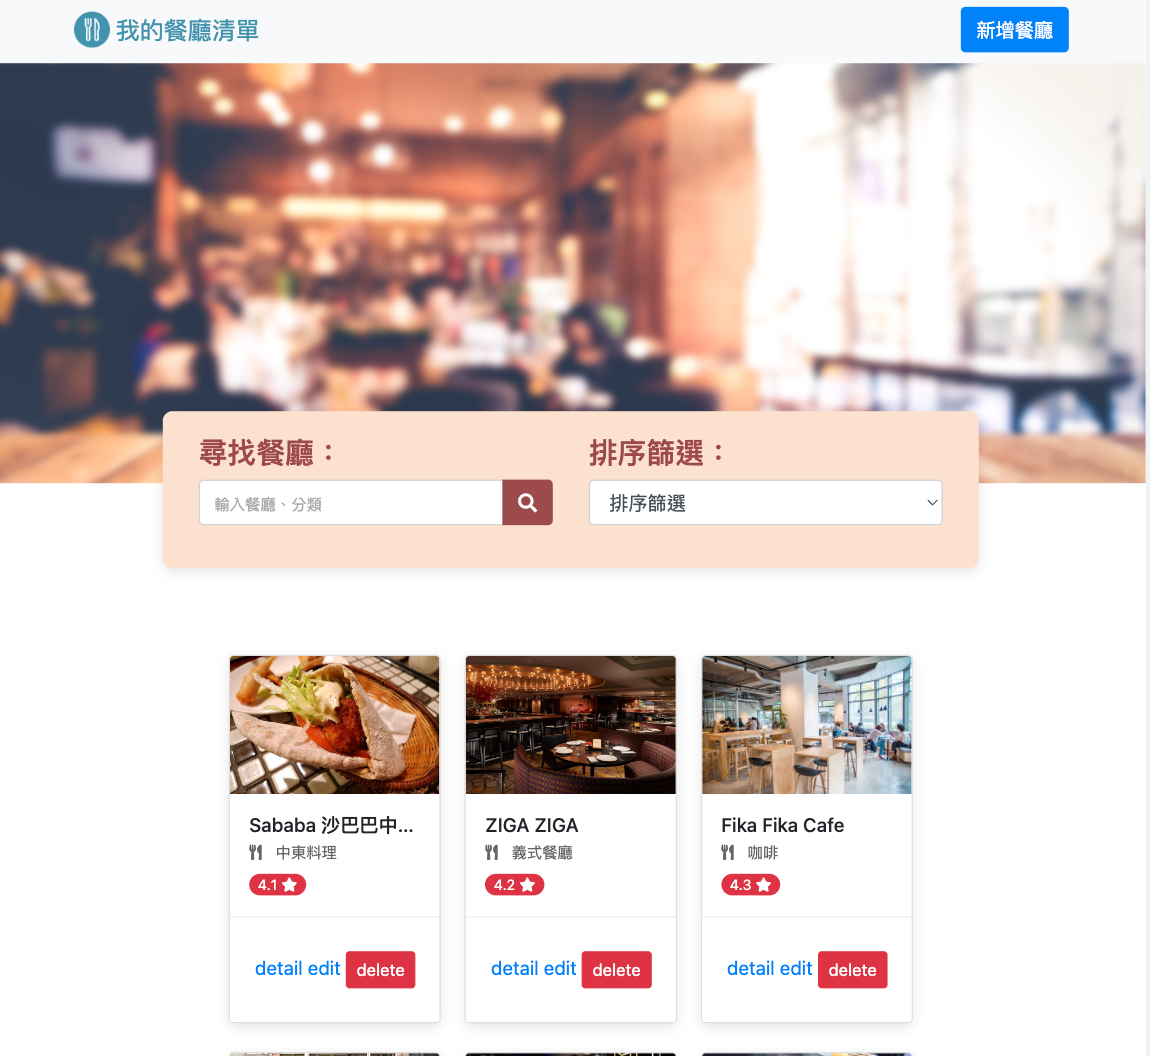 我的餐廳清單
新增餐廳
尋找餐廳：
排序篩選：
輸入餐廳、分類
排序篩選
Sababa 沙巴巴中...
中東料理
4.1
detail edit delete
ZIGA ZIGA
義式餐廳
4.2
detail edit delete
Fika Fika Cafe
咖啡
4.3
detail edit delete